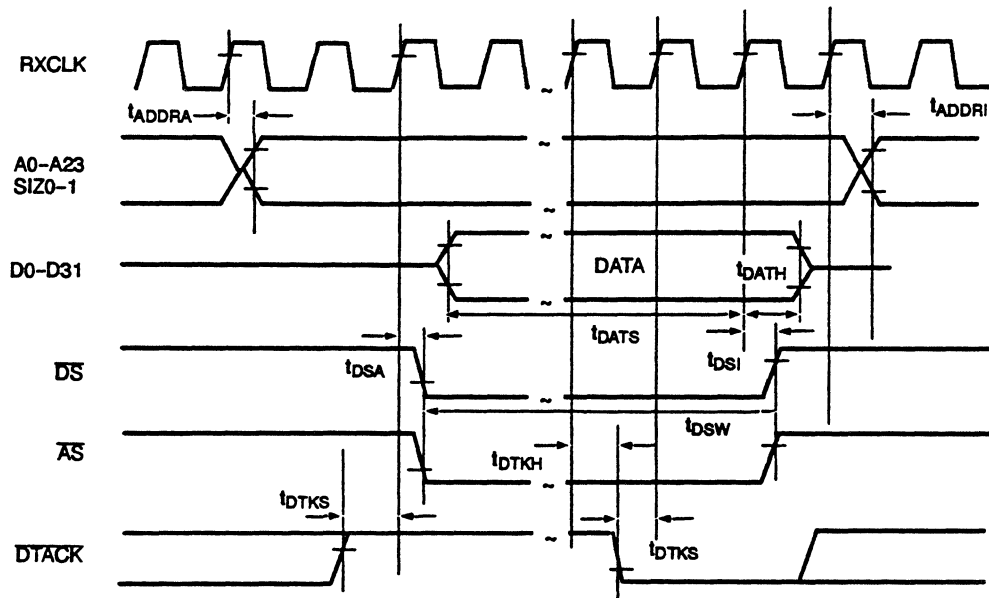 RXCLK
tADDRA
tADDRI
A0-A23
SIZ0-1
D0-D31
DATA
tDATH
tDATS
DS
tDSA
tDSI
tDSW
AS
tDTKH
tDTKS
DTACK
tDTKS